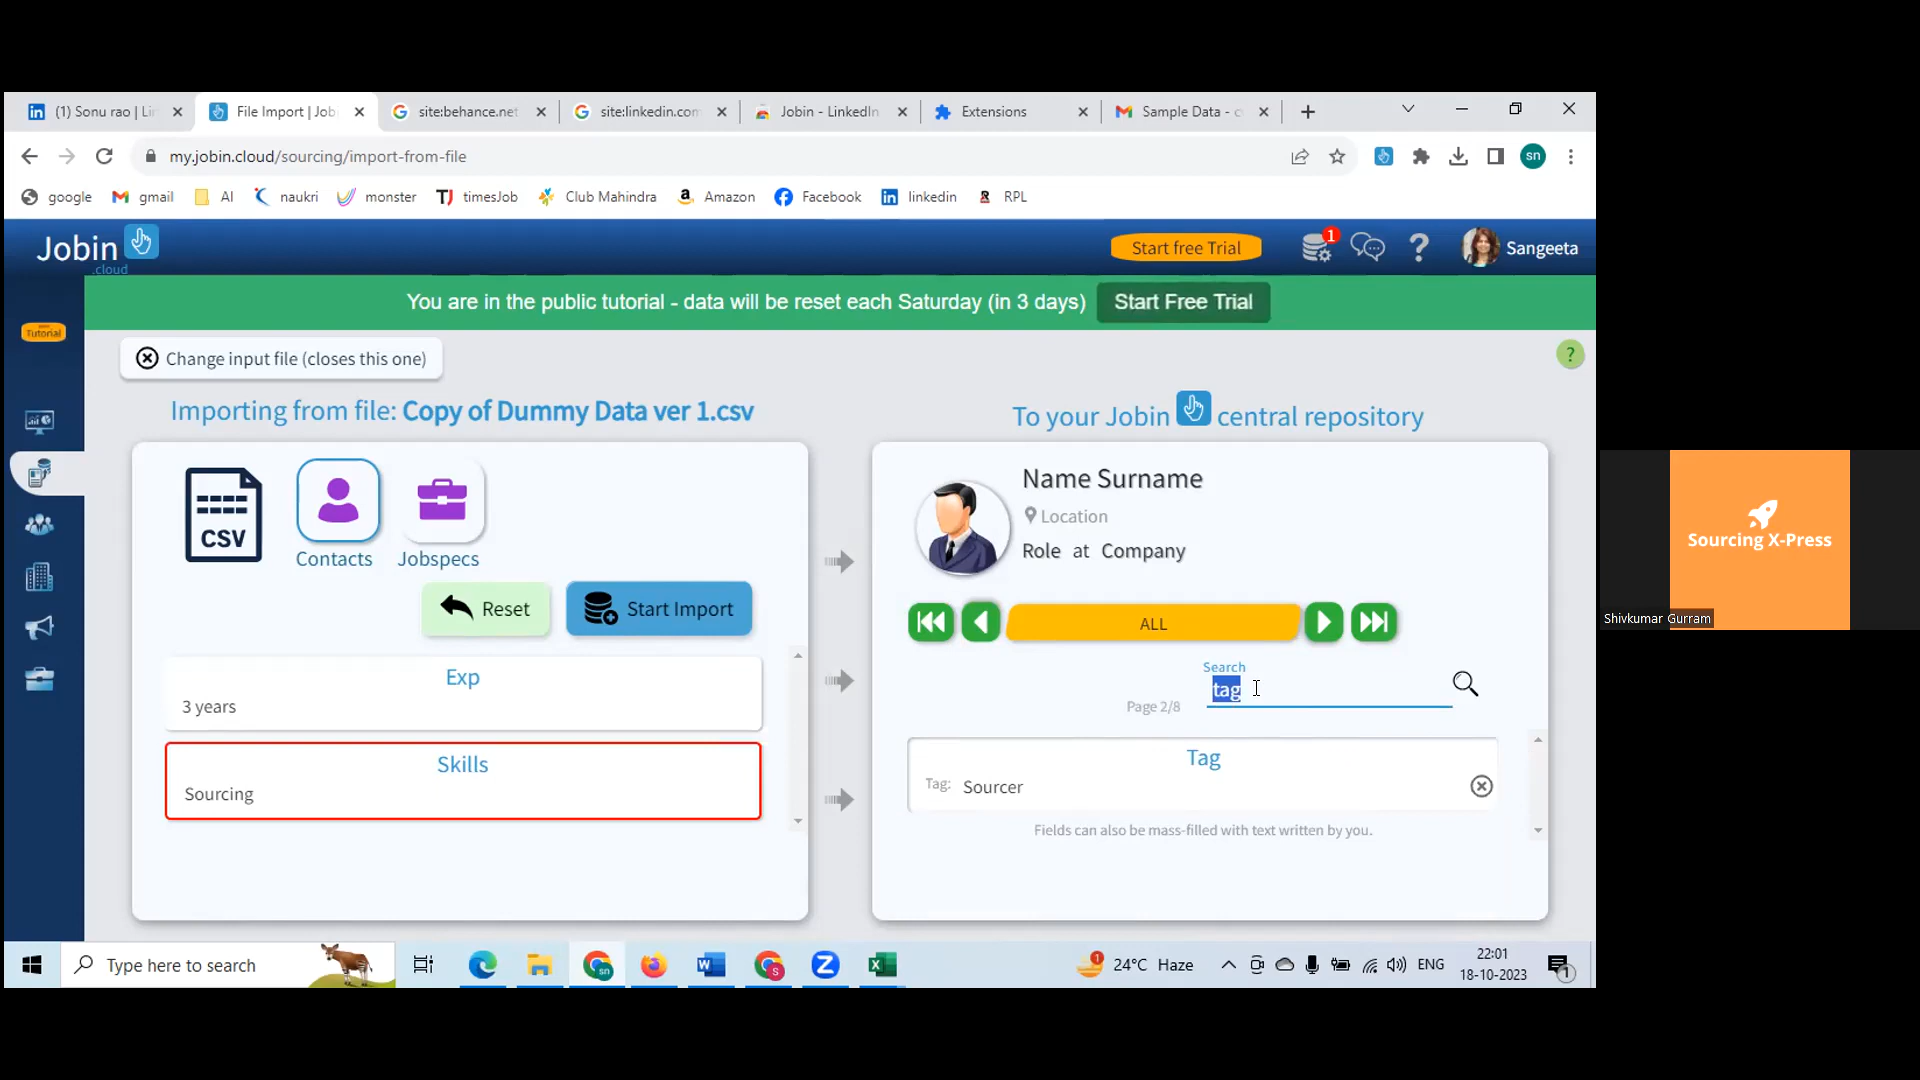 (1) Sonu rao | Lin
File Import | Job
site:behance.net
site:linkedin.com
Jobin - LinkedIn
Extensions
Sample Data - c
my.jobin.cloud/sourcing/import-from-file
sn
google
gmail
AI
naukri
monster
TJ
timesJob
Club Mahindra
Amazon
Facebook
linkedin
RPL
Jobin
.cloud
Start free Trial
1
Sangeeta
You are in the public tutorial - data will be reset each Saturday (in 3 days)
Start Free Trial
Tutorial
Change input file (closes this one)
?
Importing from file: Copy of Dummy Data ver 1.csv
To your Jobin central repository
CSV
Contacts
Jobspecs
Reset
Start Import
Exp
3 years
Skills
Sourcing
Name Surname
Location
Role at Company
ALL
Search
tag
Page 2/8
Tag
Tag: Sourcer
Fields can also be mass-filled with text written by you.
Sourcing X-Press
Shivkumar Gurram
Type here to search
24°C Haze
ENG
22:01
18-10-2023
1